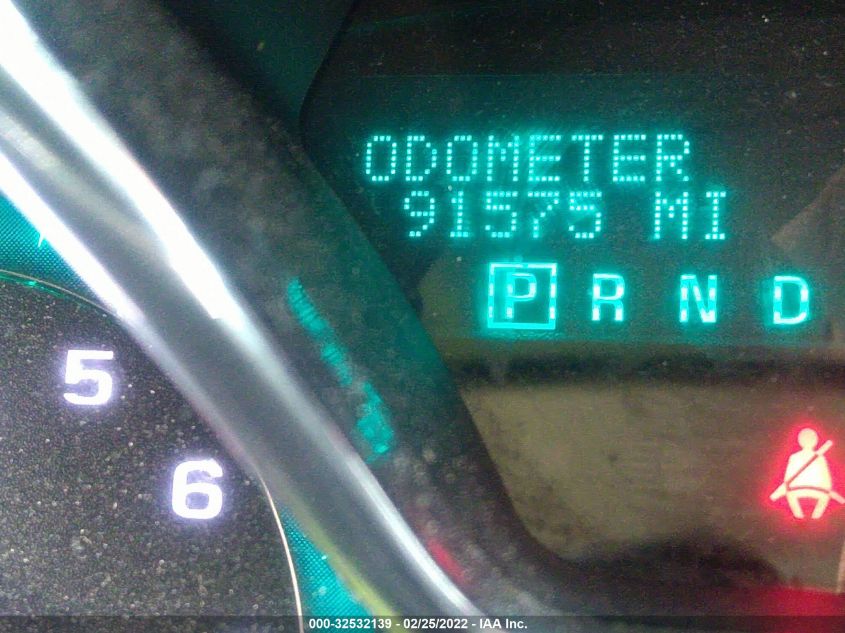 ODOMETER
91575 MI
P R N D
5
6
000-32532139 - 02/25/2022 - IAA Inc.